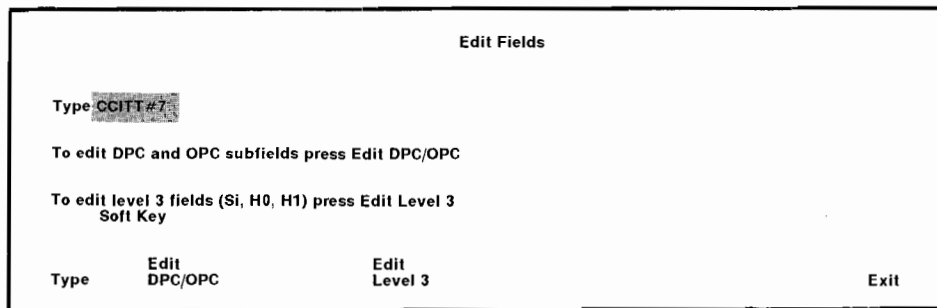 Edit Fields
Type CCITT#7
To edit DPC and OPC subfields press Edit DPC/OPC
To edit level 3 fields (Si, H0, H1) press Edit Level 3
Soft Key
Edit Edit
Type DPC/OPC Level 3 Exit